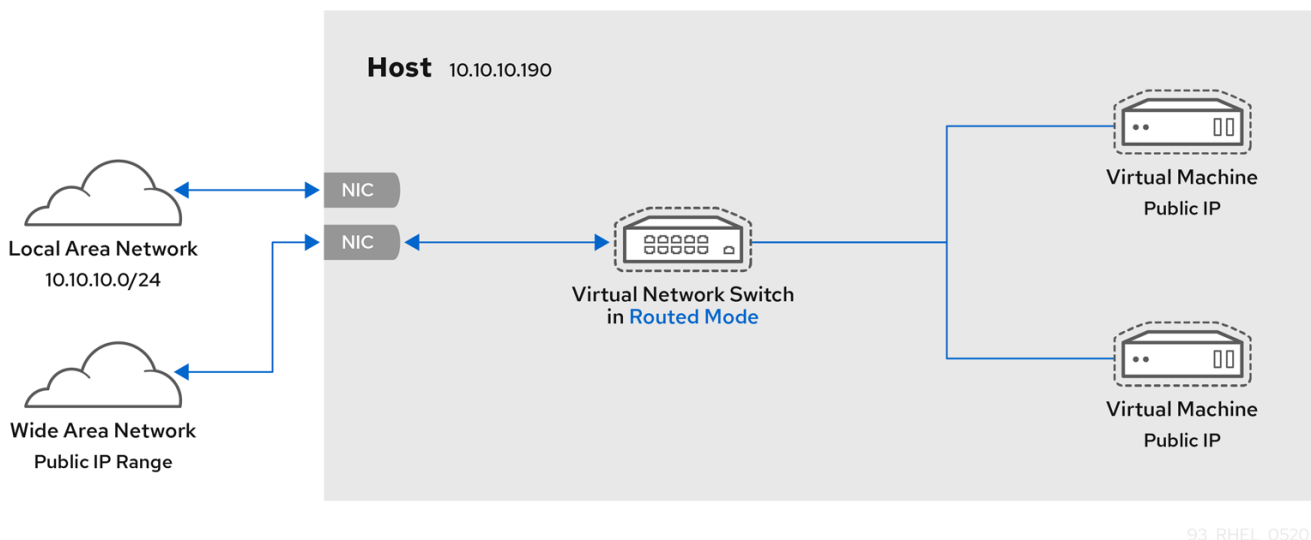 Host 10.10.10.190
NIC
NIC
Local Area Network
10.10.10.0/24
Wide Area Network
Public IP Range
Virtual Network Switch
in Routed Mode
Virtual Machine
Public IP
Virtual Machine
Public IP
93_RHEL_0520